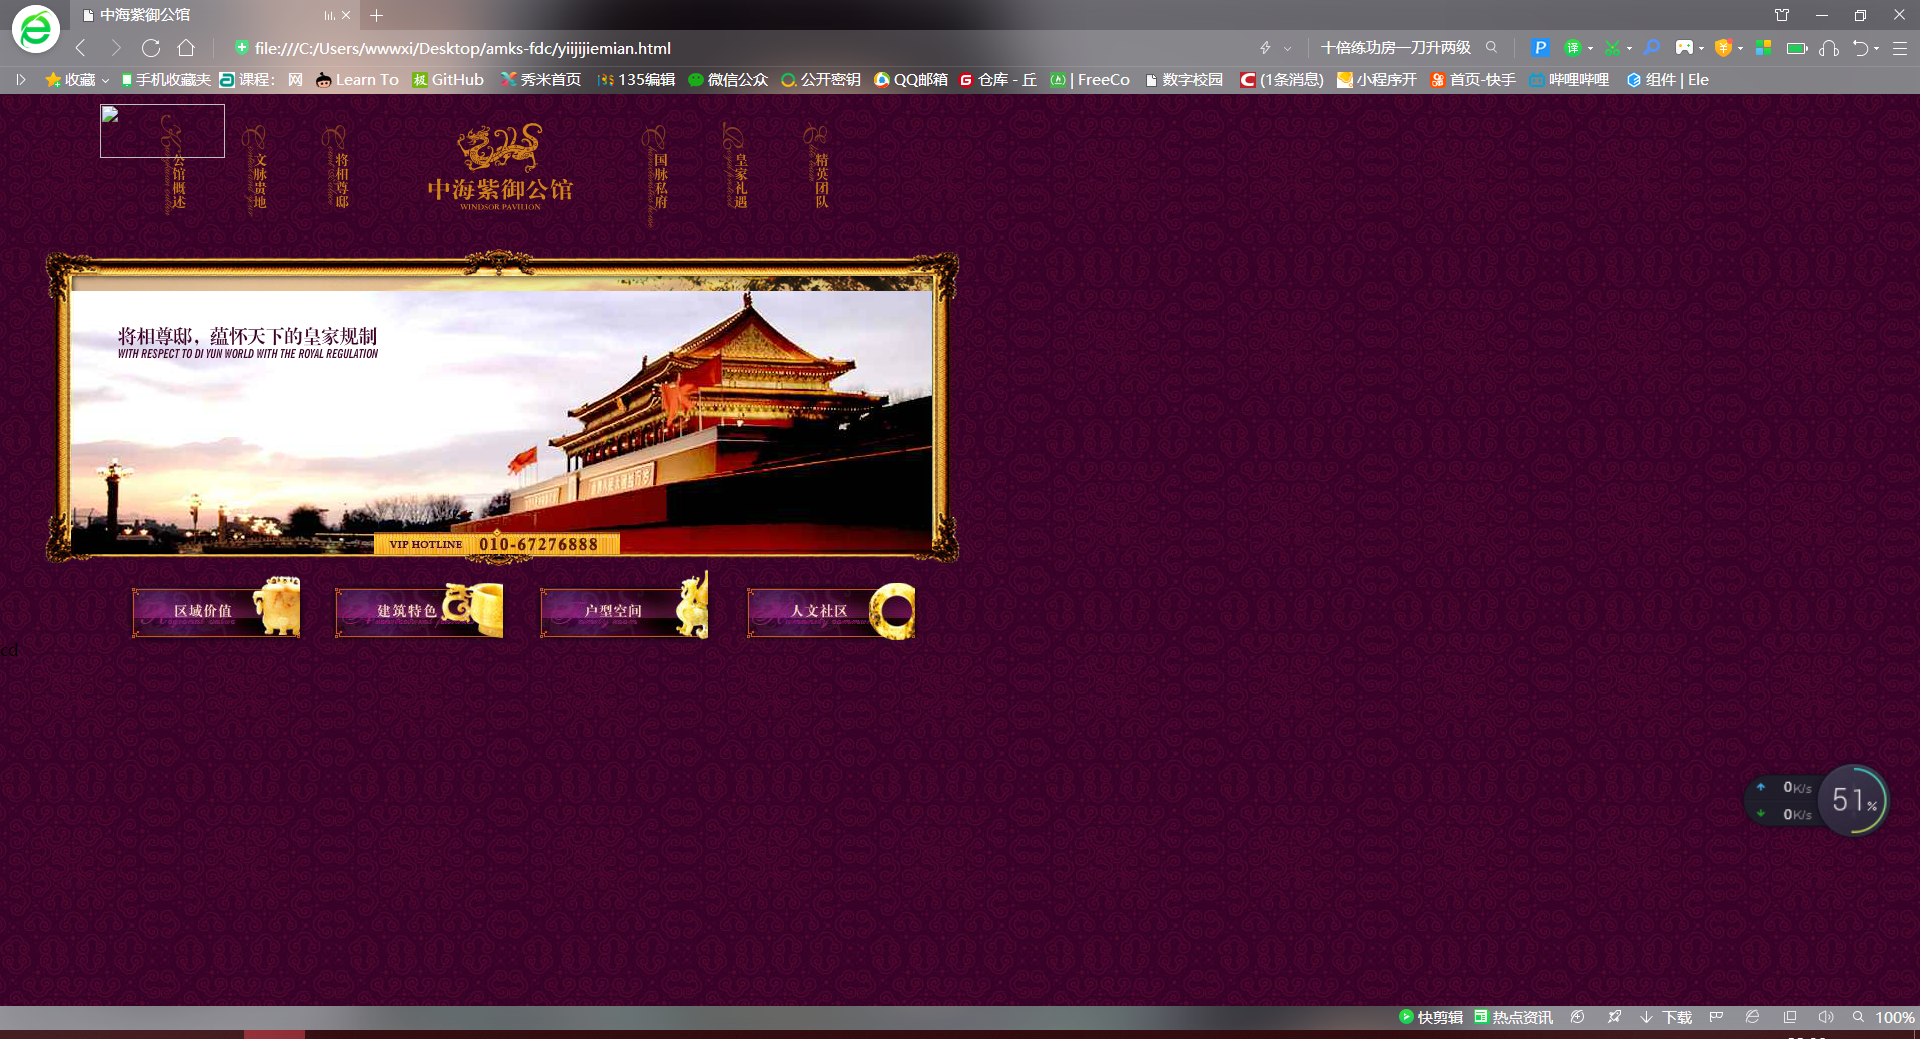 中海紫御公馆
file:///C:/Users/wwwxi/Desktop/amks-fdc/yiijijiemian.html
十倍练功房一刀升两级
收藏 手机收藏夹 课程: 网 Learn To GitHub 秀米首页 135编辑 微信公众 公开密钥 QQ邮箱 仓库 - 丘 | FreeCo 数字校园 (1条消息) 小程序开 首页-快手 哔哩哔哩 组件 | Ele
公馆概述
文脉贵地
将相尊邸
中海紫御公馆
WINDSOR PAVILION
国脉私府
皇家礼遇
精英团队
将相尊邸，蕴怀天下的皇家规制
WITH RESPECT TO DI YUN WORLD WITH THE ROYAL REGULATION
VIP HOTLINE 010-67276888
区域价值
建筑特色
户型空间
人文社区
cd
0K/s
0K/s
51%
快剪辑 热点资讯 下载 100%